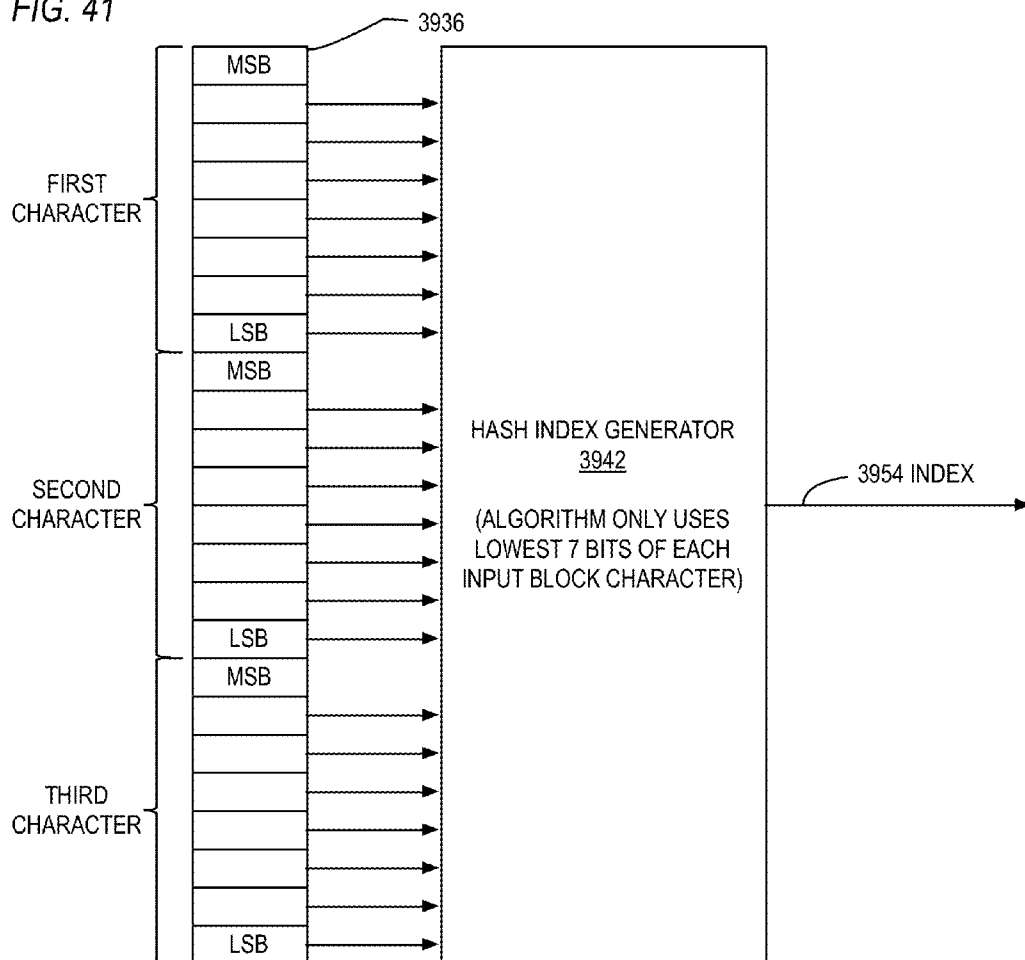 FIG. 41
3936
MSB
FIRST
CHARACTER
LSB
MSB
SECOND
CHARACTER
HASH INDEX GENERATOR
3942
(ALGORITHM ONLY USES
LOWEST 7 BITS OF EACH
INPUT BLOCK CHARACTER)
3954 INDEX
LSB
MSB
THIRD
CHARACTER
LSB